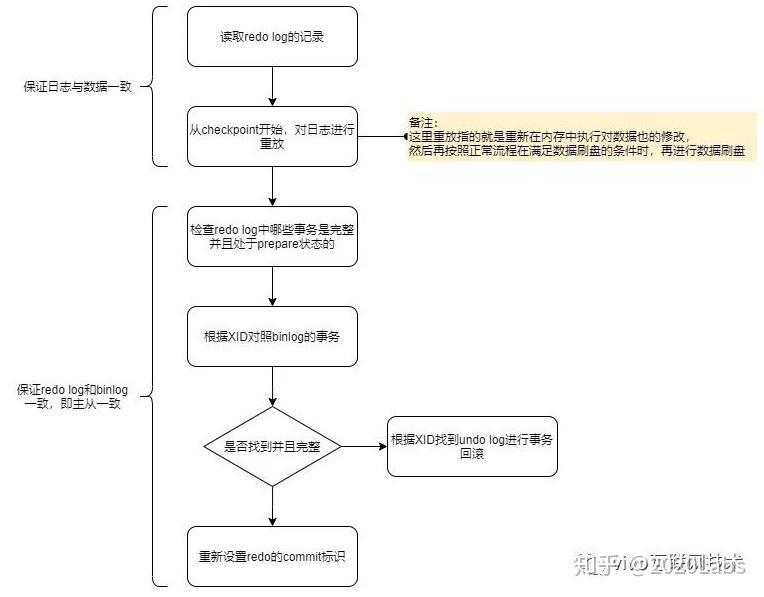 读取redo log的记录
保证日志与数据一致
从checkpoint开始，对日志进行
重放
备注：
这里重放指的就是重新在内存中执行对数据也的修改，
然后再按照正常流程在满足数据刷盘的条件时，再进行数据刷盘
检查redo log中哪些事务是完整
并且处于prepare状态的
根据XID对照binlog的事务
保证redo log和binlog
一致，即主从一致
是否找到并且完整
根据XID找到undo log进行事务
回滚
重新设置redo的commit标识
vivo互联网技术
知乎 @2020Labs